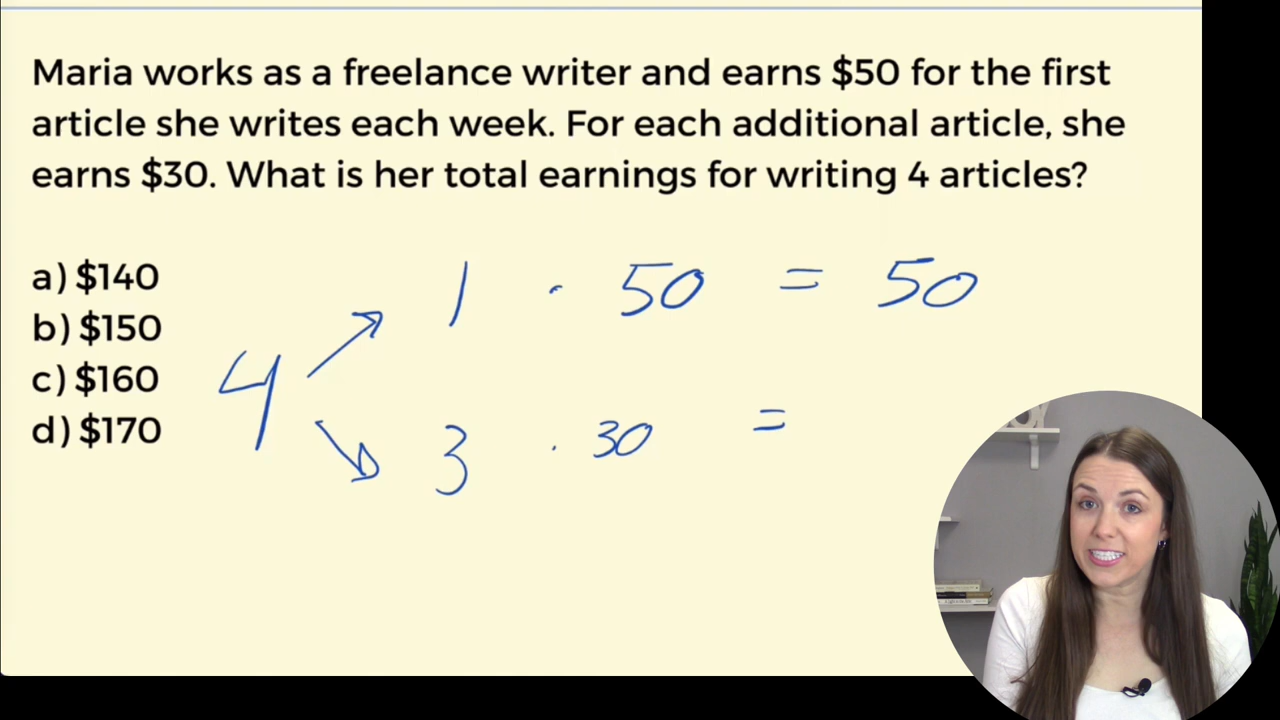 Maria works as a freelance writer and earns $50 for the first
article she writes each week. For each additional article, she
earns $30. What is her total earnings for writing 4 articles?
a) $140
b) $150
c) $160
d) $170
1 · 50 = 50
4
3 · 30 =